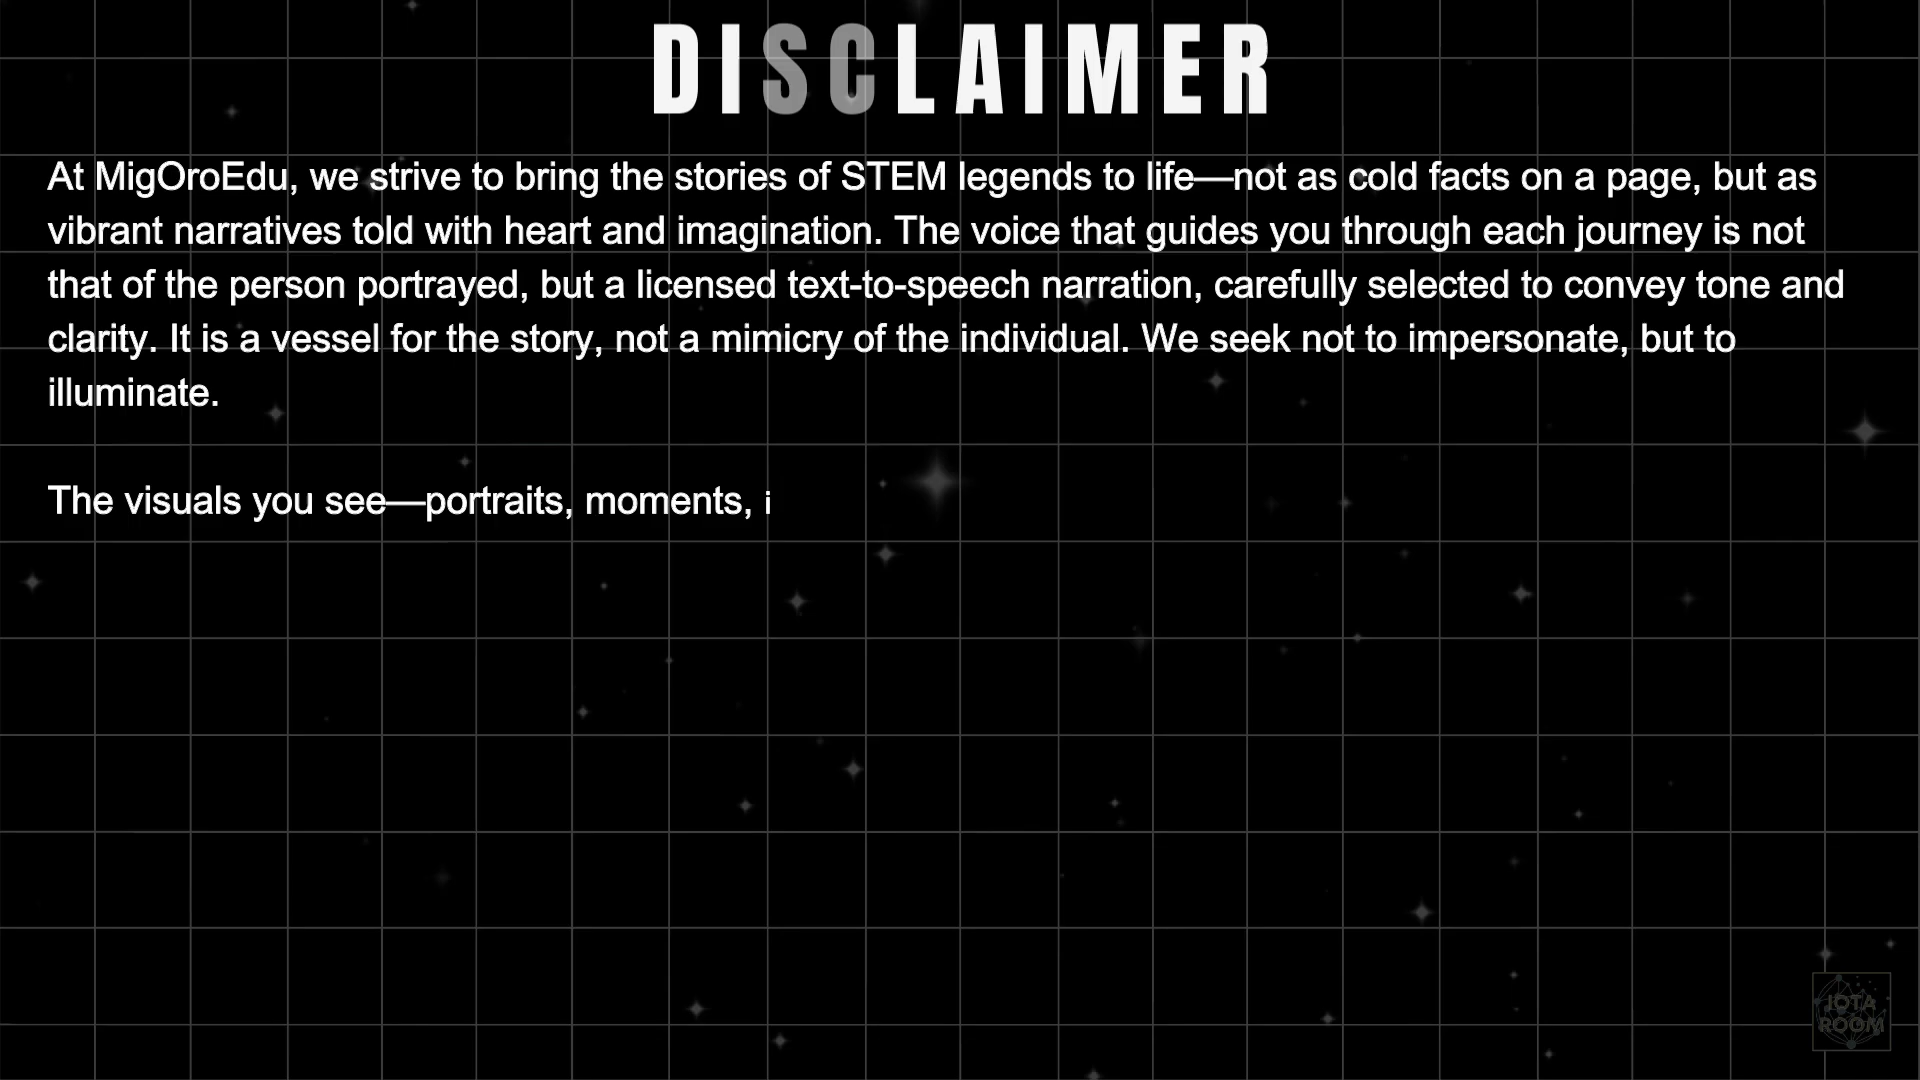 DISCLAIMER
At MigOroEdu, we strive to bring the stories of STEM legends to life—not as cold facts on a page, but as
vibrant narratives told with heart and imagination. The voice that guides you through each journey is not
that of the person portrayed, but a licensed text-to-speech narration, carefully selected to convey tone and
clarity. It is a vessel for the story, not a mimicry of the individual. We seek not to impersonate, but to
illuminate.
The visuals you see—portraits, moments, i
IOTA
ROOM